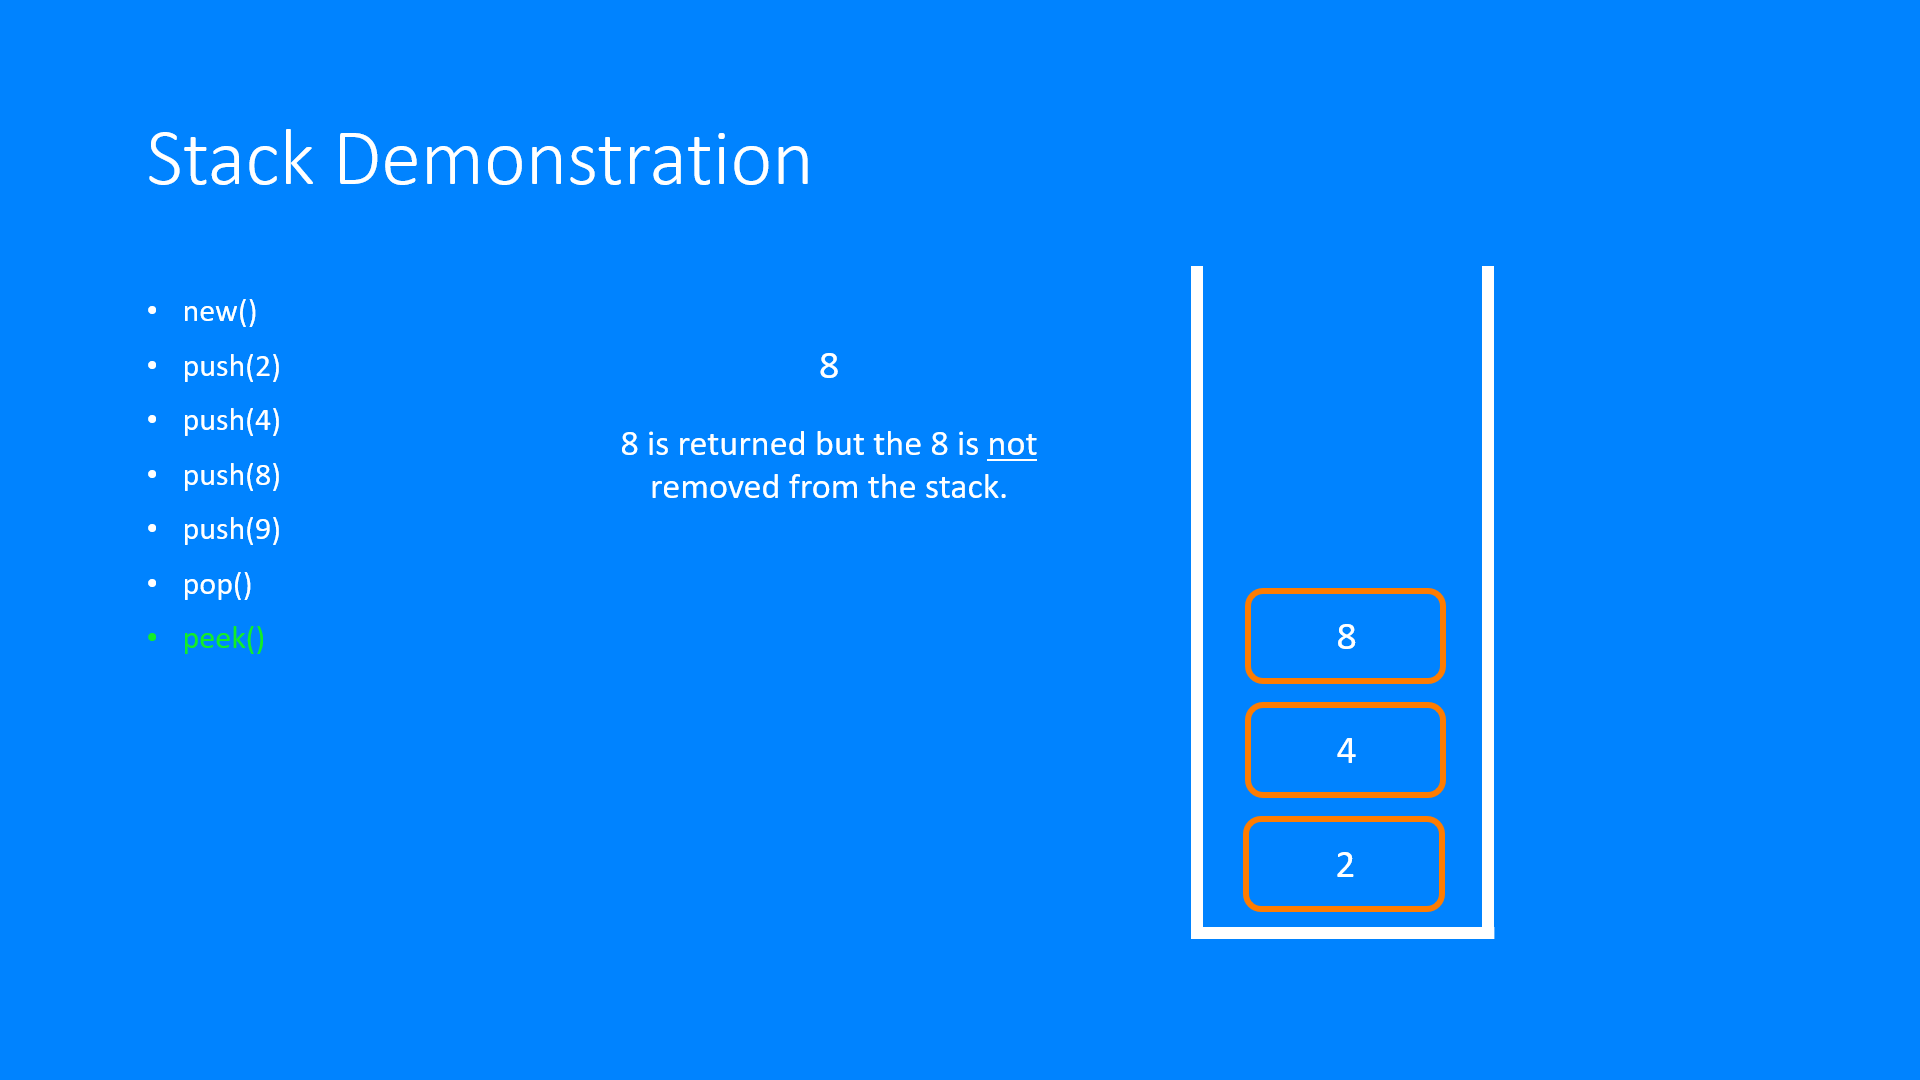 Stack Demonstration
• new()
• push(2)
• push(4)
• push(8)
• push(9)
• pop()
• peek()
8
8 is returned but the 8 is not
removed from the stack.
8
4
2